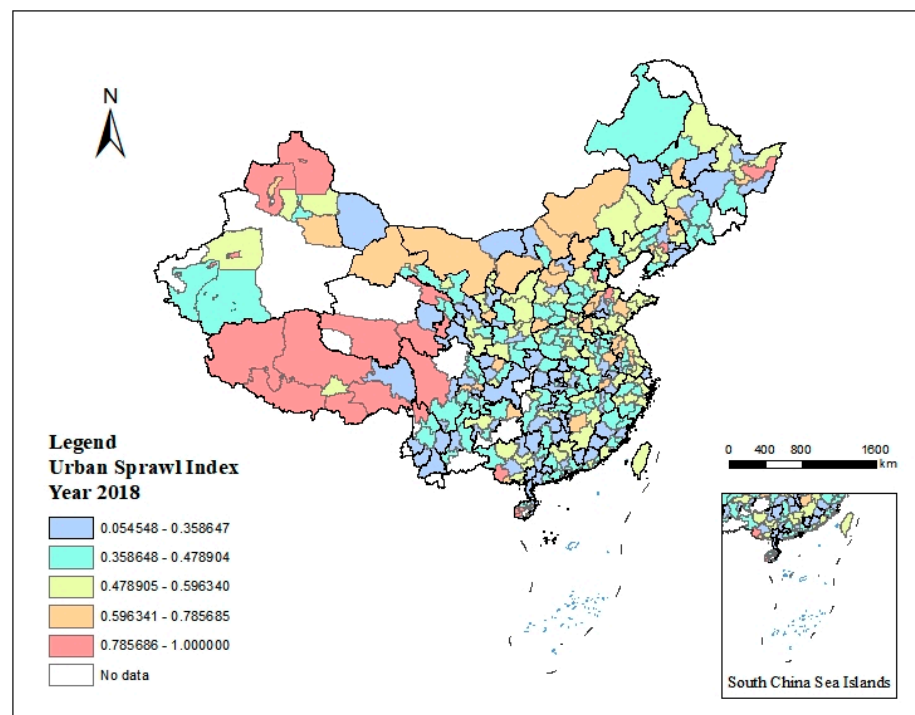 N
Legend
Urban Sprawl Index
Year 2018
0.054548 - 0.358647
0.358648 - 0.478904
0.478905 - 0.596340
0.596341 - 0.785685
0.785686 - 1.000000
No data
0 400 800 1600
km
South China Sea Islands